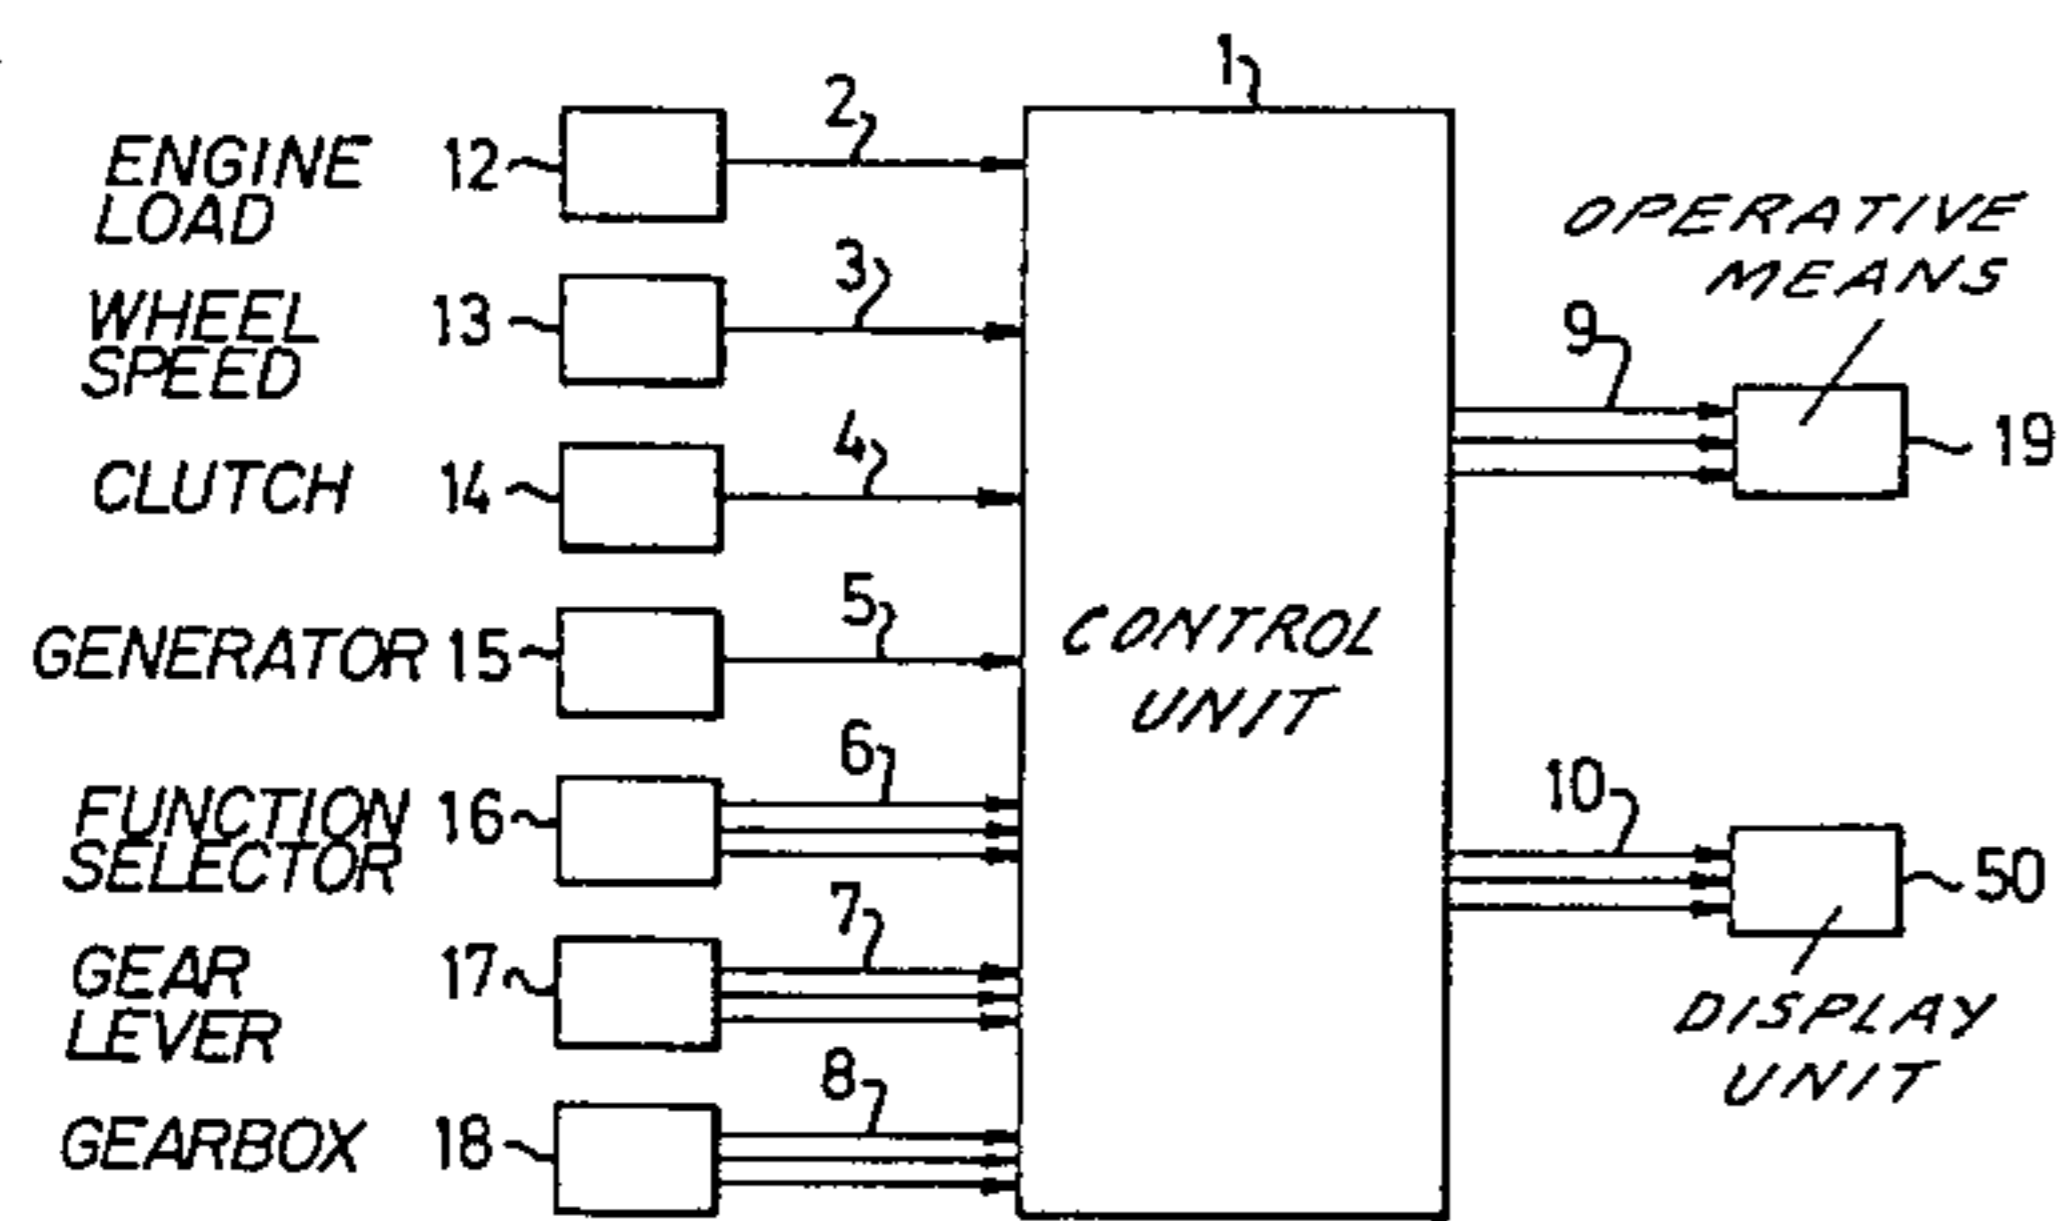 1
ENGINE
LOAD
12
2
WHEEL
SPEED
13
3
CLUTCH
14
4
GENERATOR
15
5
FUNCTION
SELECTOR
16
6
GEAR
LEVER
17
7
GEARBOX
18
8
CONTROL
UNIT
OPERATIVE
MEANS
9
19
10
50
DISPLAY
UNIT